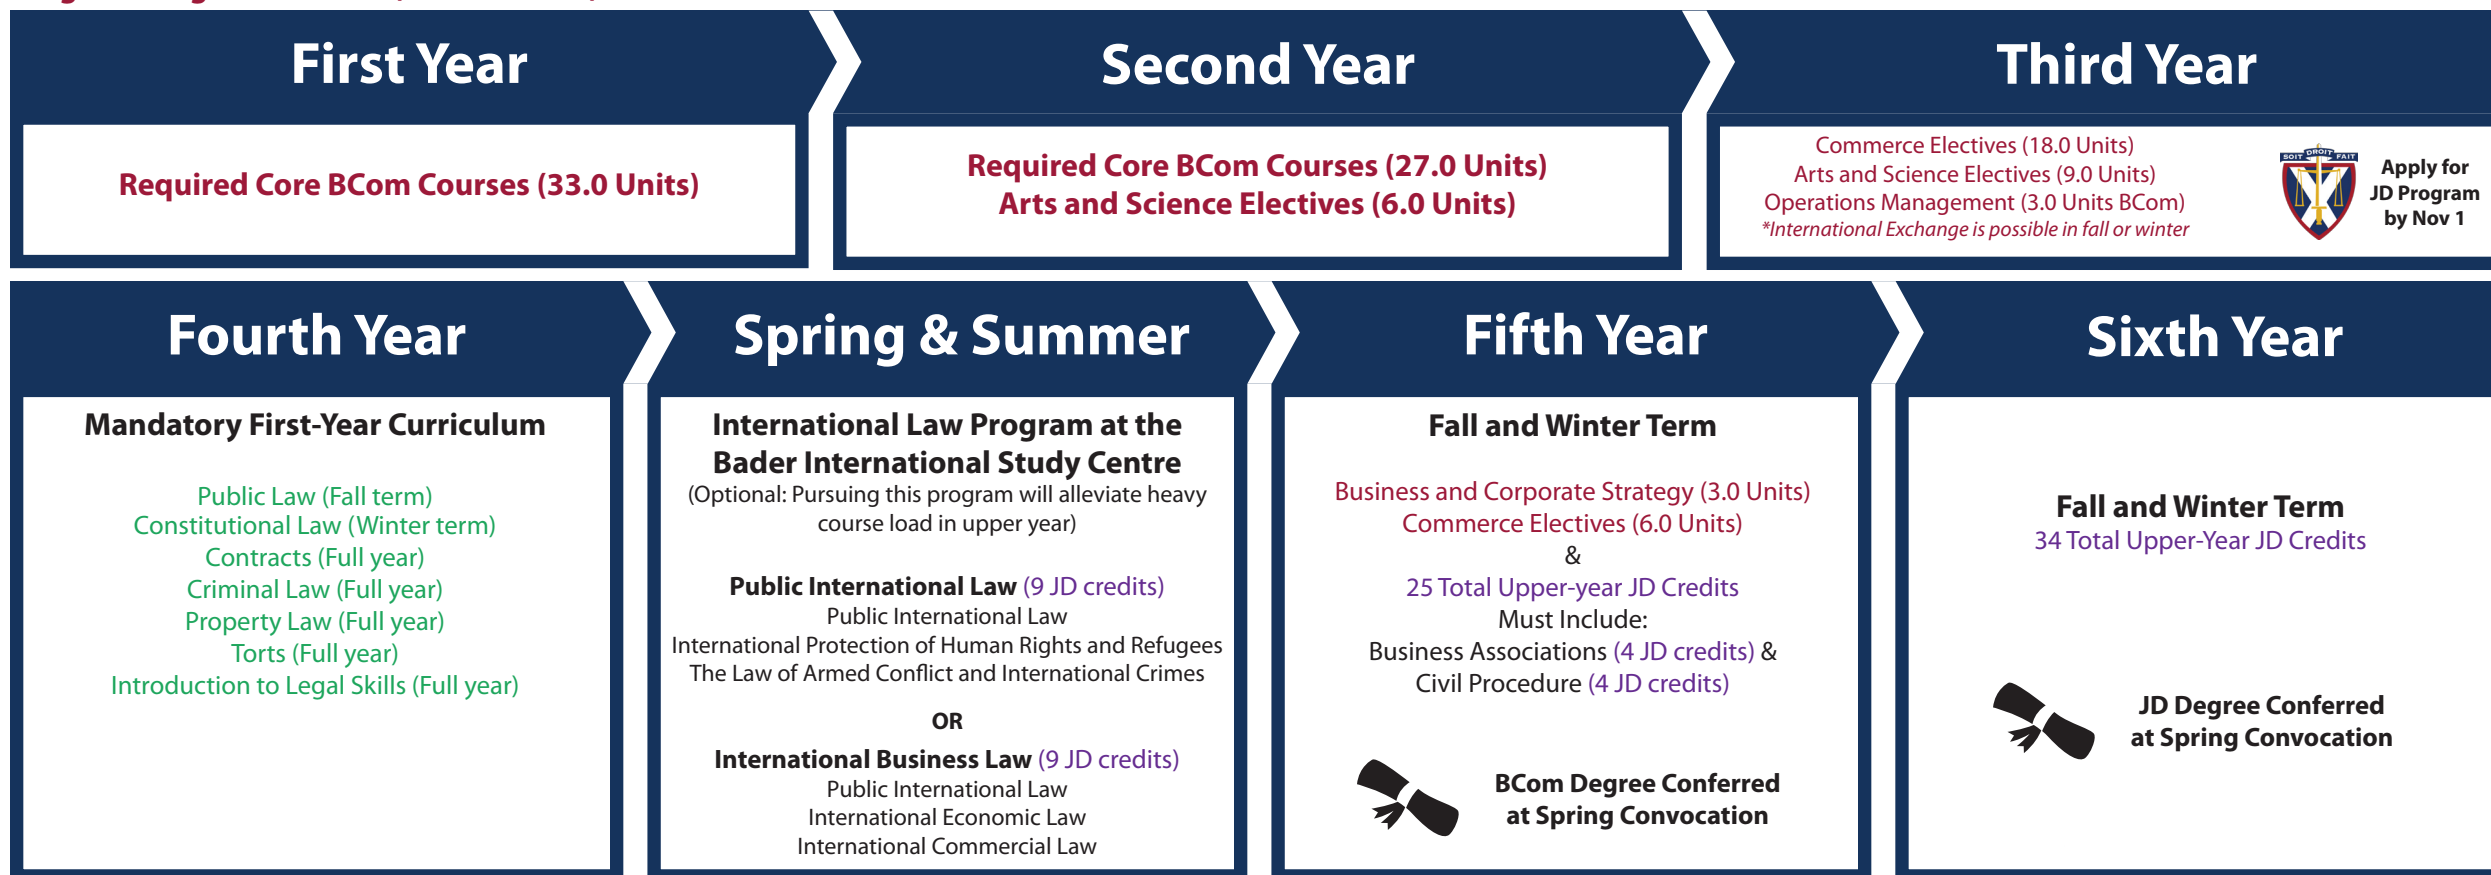 First Year
Second Year
Third Year
Required Core BCom Courses (33.0 Units)
Required Core BCom Courses (27.0 Units)
Arts and Science Electives (6.0 Units)
Commerce Electives (18.0 Units)
Arts and Science Electives (9.0 Units)
Operations Management (3.0 Units BCom)
*International Exchange is possible in fall or winter
SOIT DROIT FAIT
Apply for
JD Program
by Nov 1
Fourth Year
Spring & Summer
Fifth Year
Sixth Year
Mandatory First-Year Curriculum
Public Law (Fall term)
Constitutional Law (Winter term)
Contracts (Full year)
Criminal Law (Full year)
Property Law (Full year)
Torts (Full year)
Introduction to Legal Skills (Full year)
International Law Program at the
Bader International Study Centre
(Optional: Pursuing this program will alleviate heavy
course load in upper year)
Public International Law (9 JD credits)
Public International Law
International Protection of Human Rights and Refugees
The Law of Armed Conflict and International Crimes
OR
International Business Law (9 JD credits)
Public International Law
International Economic Law
International Commercial Law
Fall and Winter Term
Business and Corporate Strategy (3.0 Units)
Commerce Electives (6.0 Units)
&
25 Total Upper-year JD Credits
Must Include:
Business Associations (4 JD credits) &
Civil Procedure (4 JD credits)
BCom Degree Conferred
at Spring Convocation
Fall and Winter Term
34 Total Upper-Year JD Credits
JD Degree Conferred
at Spring Convocation